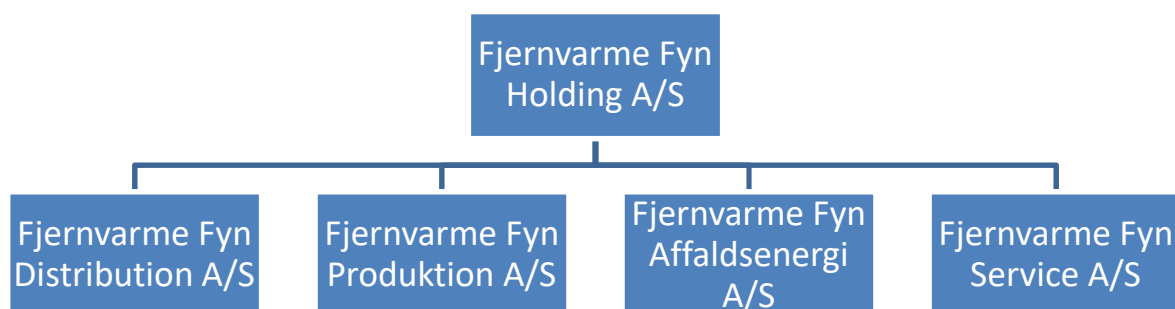 Fjernvarme Fyn
Holding A/S
Fjernvarme Fyn
Distribution A/S
Fjernvarme Fyn
Produktion A/S
Fjernvarme Fyn
Affaldsenergi
A/S
Fjernvarme Fyn
Service A/S